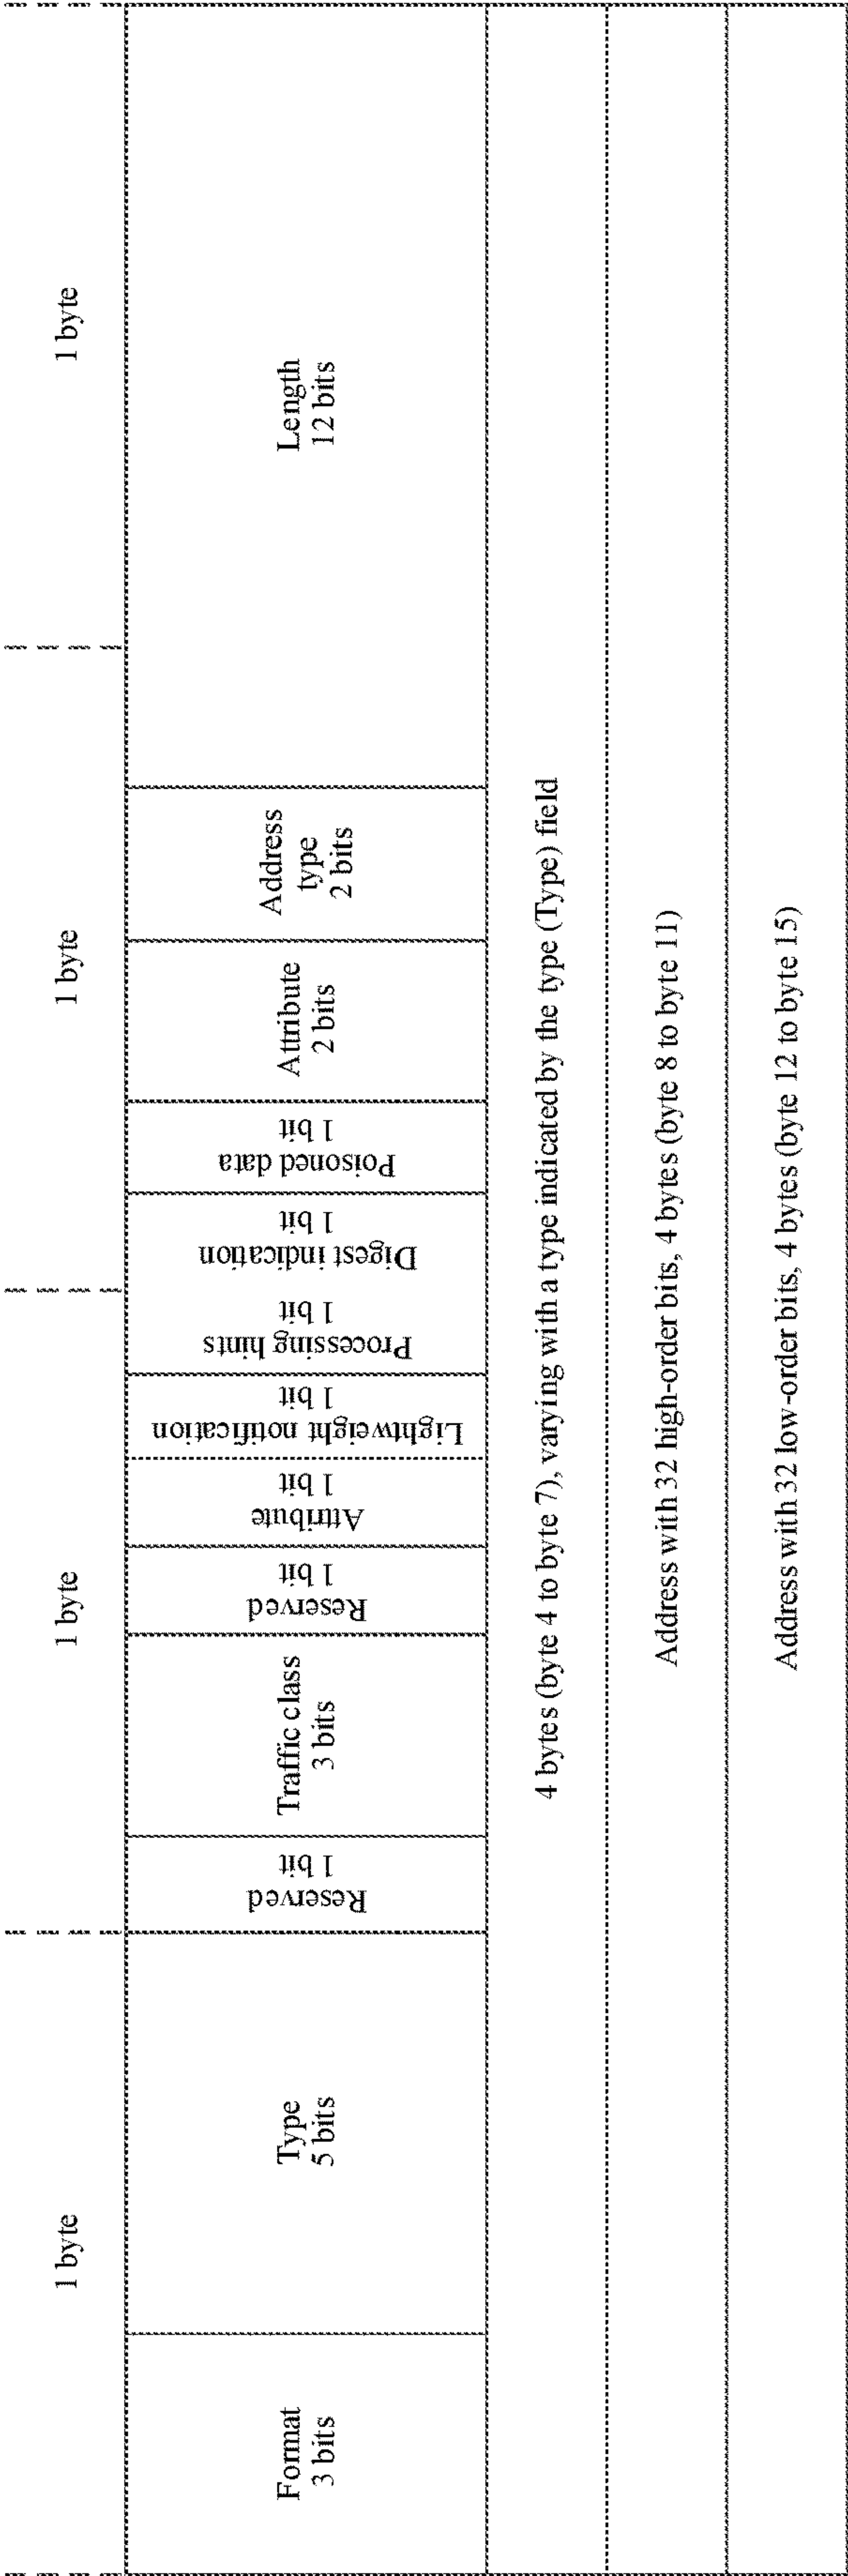 1 byte
1 byte
1 byte
1 byte
Format
3 bits
Type
5 bits
Reserved
1 bit
Traffic class
3 bits
Reserved
1 bit
Attribute
1 bit
Lightweight notification
1 bit
Processing hints
1 bit
Digest indication
1 bit
Poisoned data
1 bit
Attribute
2 bits
Address
type
2 bits
Length
12 bits
4 bytes (byte 4 to byte 7), varying with a type indicated by the type (Type) field
Address with 32 high-order bits, 4 bytes (byte 8 to byte 11)
Address with 32 low-order bits, 4 bytes (byte 12 to byte 15)